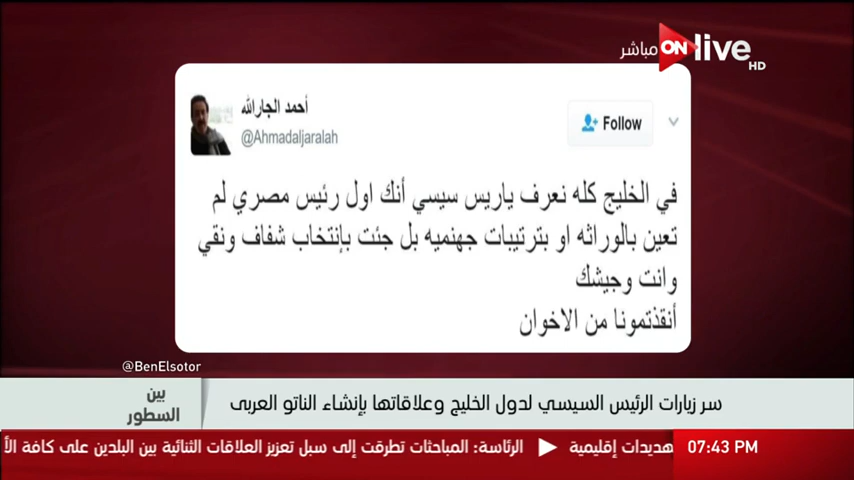 مباشر ON live
HD
أحمد الجارالله
@Ahmadaljaralah
Follow
في الخليج كله نعرف ياريس سيسي أنك اول رئيس مصري لم
تعين بالوراثه او بترتيبات جهنميه بل جئت بإنتخاب شفاف ونقي
وانت وجيشك
أنقذتمونا من الاخوان
@BenElsotor
بين
السطور
سر زيارات الرئيس السيسي لدول الخليج وعلاقاتها بإنشاء الناتو العربى
07:43 PM
هديدات إقليمية
الرئاسة: المباحثات تطرقت إلى سبل تعزيز العلاقات الثنائية بين البلدين على كافة الأ